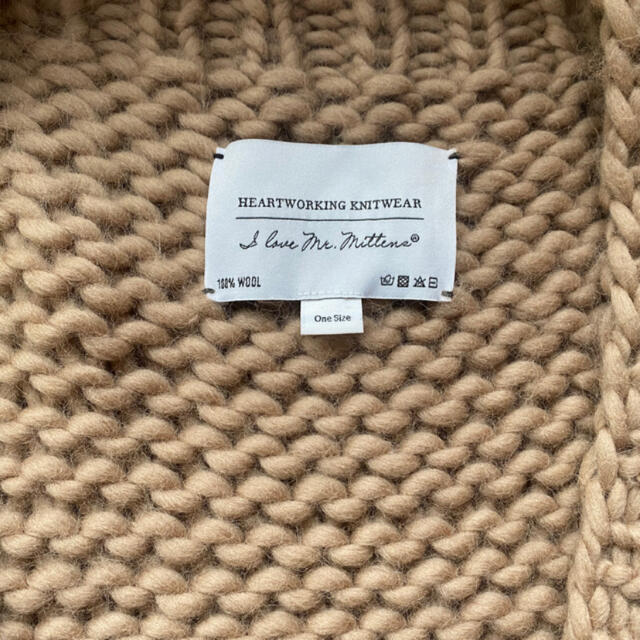 HEARTWORKING KNITWEAR
I love Mr. Mittens®
100% WOOL
One Size